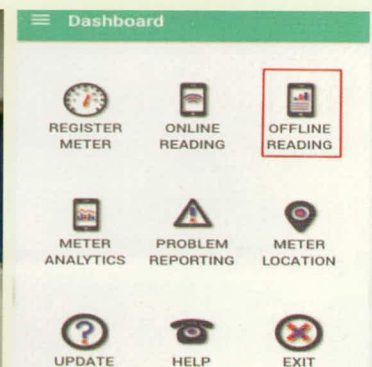 Dashboard
REGISTER
METER
ONLINE
READING
OFFLINE
READING
METER
ANALYTICS
PROBLEM
REPORTING
METER
LOCATION
UPDATE
HELP
EXIT